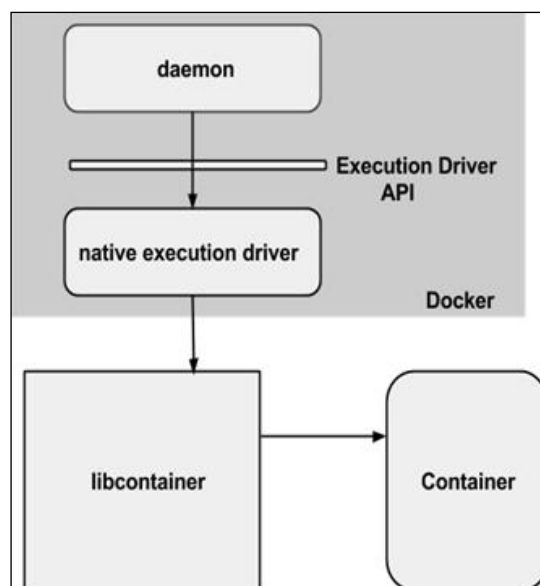 daemon
Execution Driver
API
native execution driver
Docker
libcontainer
Container